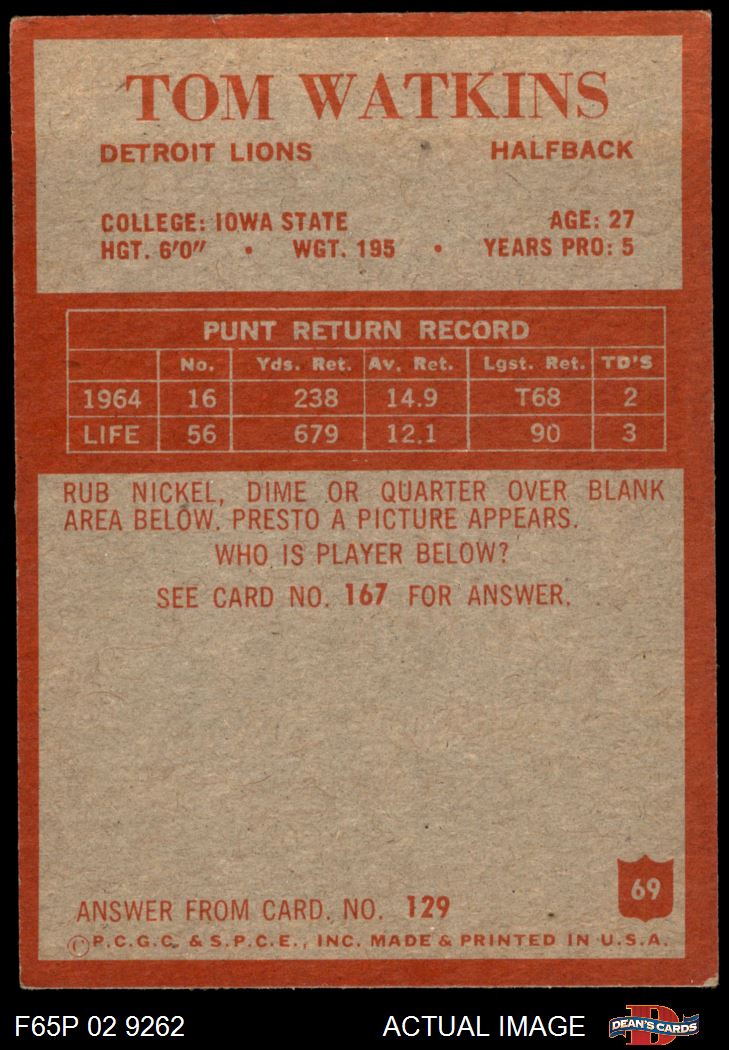 TOM WATKINS
DETROIT LIONS HALFBACK
COLLEGE: IOWA STATE AGE: 27
HGT. 6'0" • WGT. 195 • YEARS PRO: 5
PUNT RETURN RECORD
No. Yds. Ret. Av. Ret. Lgst. Ret. TD'S
1964 16 238 14.9 T68 2
LIFE 56 679 12.1 90 3
RUB NICKEL, DIME OR QUARTER OVER BLANK
AREA BELOW. PRESTO A PICTURE APPEARS.
WHO IS PLAYER BELOW?
SEE CARD NO. 167 FOR ANSWER.
69
ANSWER FROM CARD. NO. 129
©P.C.G.C. & S.P.C.E., INC. MADE & PRINTED IN U.S.A.
F65P 02 9262 ACTUAL IMAGE D DEAN'S CARDS